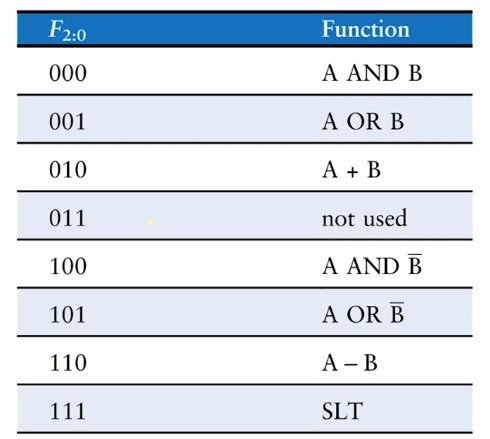 F2:0 Function
000 A AND B
001 A OR B
010 A + B
011 not used
100 A AND B̅
101 A OR B̅
110 A – B
111 SLT